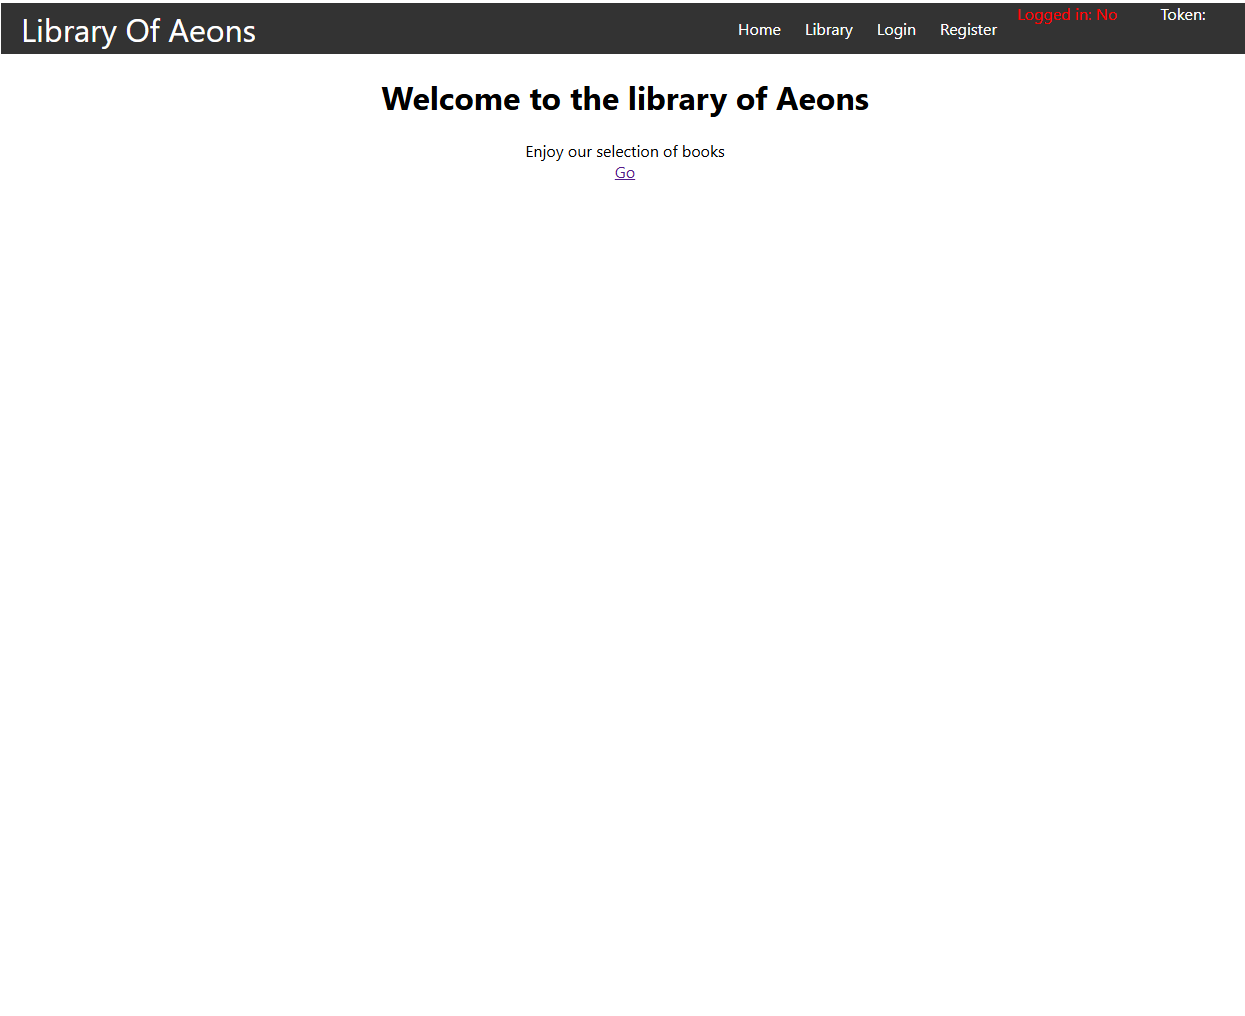 Library Of Aeons
Home Library Login Register Logged in: No Token:
Welcome to the library of Aeons
Enjoy our selection of books
Go